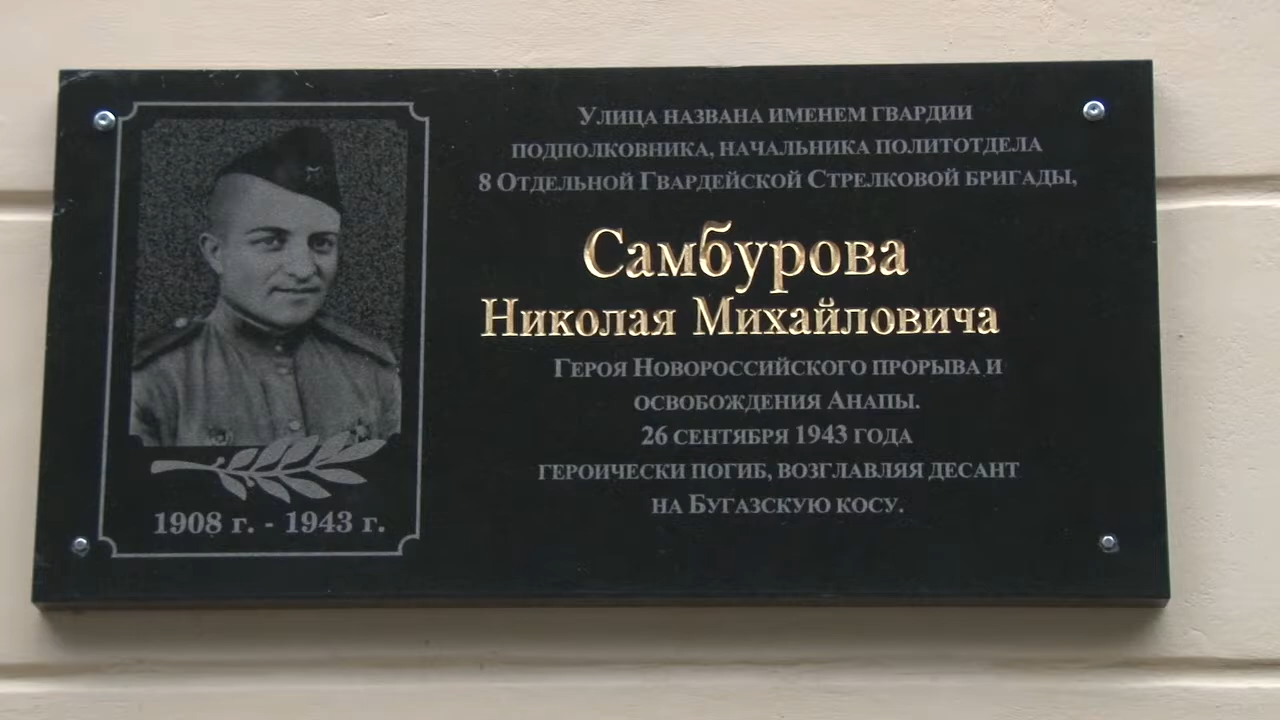 Улица названа именем гвардии
подполковника, начальника политотдела
8 Отдельной Гвардейской Стрелковой бригады,
Самбурова
Николая Михайловича
Героя Новороссийского прорыва и
освобождения Анапы.
26 сентября 1943 года
героически погиб, возглавляя десант
на Бугазскую косу.
1908 г. - 1943 г.